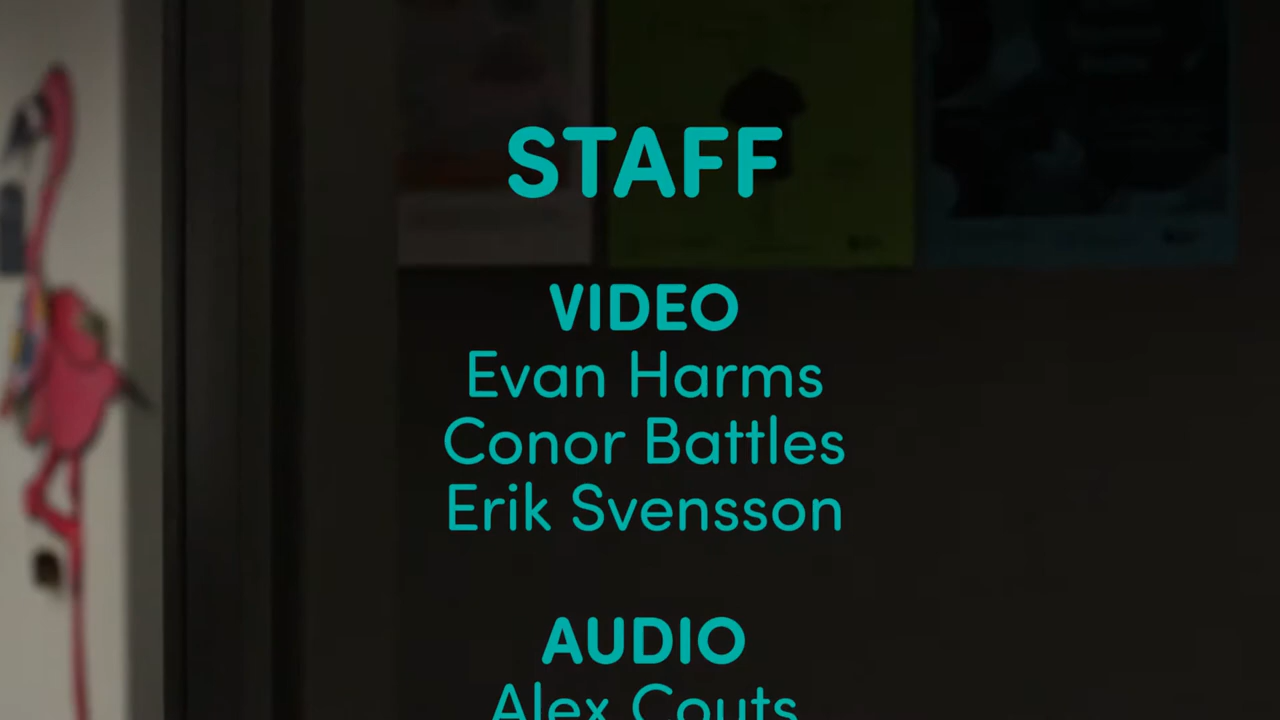 STAFF
VIDEO
Evan Harms
Conor Battles
Erik Svensson
AUDIO
Alex Couts